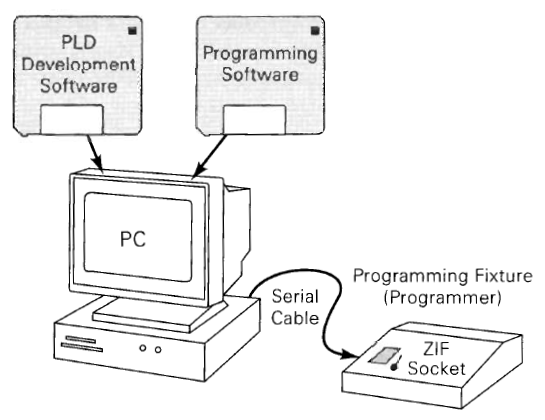 PLD
Development
Software
Programming
Software
PC
Serial
Cable
Programming Fixture
(Programmer)
ZIF
Socket